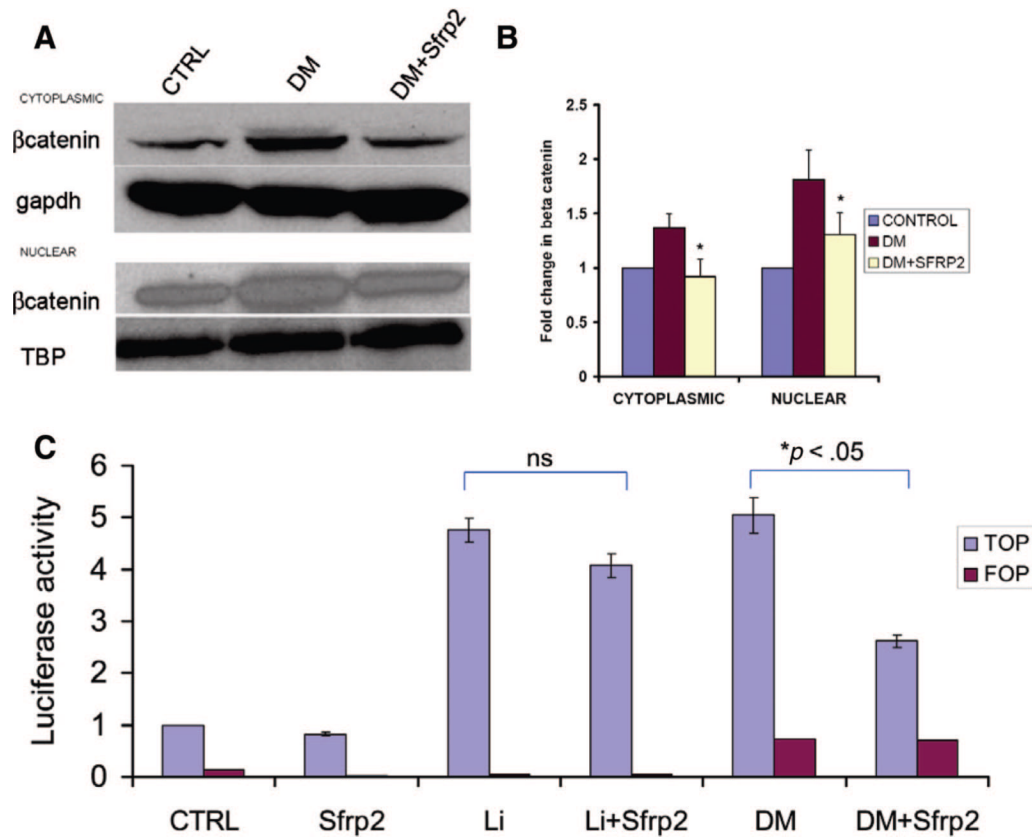 A
CTRL DM DM+Sfrp2
CYTOPLASMIC
βcatenin
gapdh
NUCLEAR
βcatenin
TBP
B
Fold change in beta catenin
2.5
2
1.5
1
0.5
0
* *
CYTOPLASMIC NUCLEAR
CONTROL
DM
DM+SFRP2
C
Luciferase activity
6
5
4
3
2
1
0
ns
*p < .05
TOP
FOP
CTRL Sfrp2 Li Li+Sfrp2 DM DM+Sfrp2